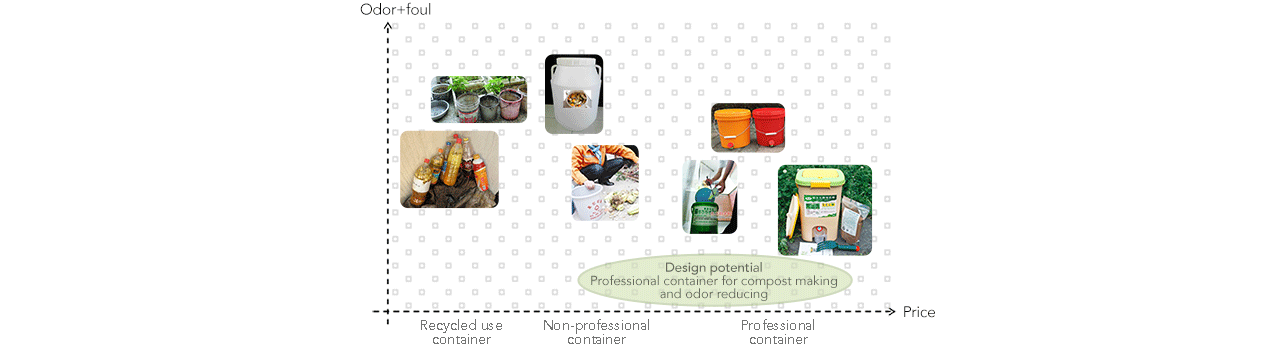 Odor+foul
Design potential
Professional container for compost making
and odor reducing
Price
Recycled use
container
Non-professional
container
Professional
container